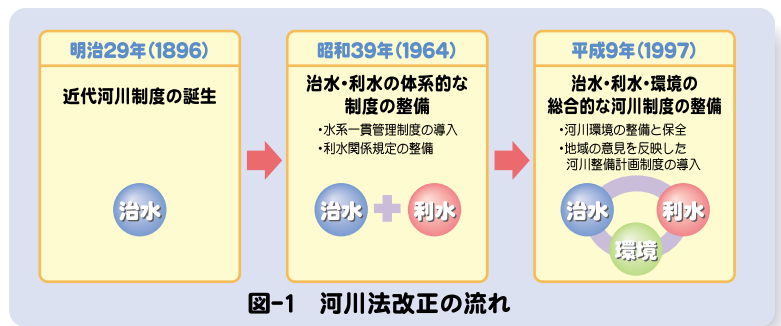 明治29年(1896)
近代河川制度の誕生
治水
昭和39年(1964)
治水・利水の体系的な
制度の整備
・水系一貫管理制度の導入
・利水関係規定の整備
治水
+
利水
平成9年(1997)
治水・利水・環境の
総合的な河川制度の整備
・河川環境の整備と保全
・地域の意見を反映した
河川整備計画制度の導入
治水
利水
環境
図-1 河川法改正の流れ